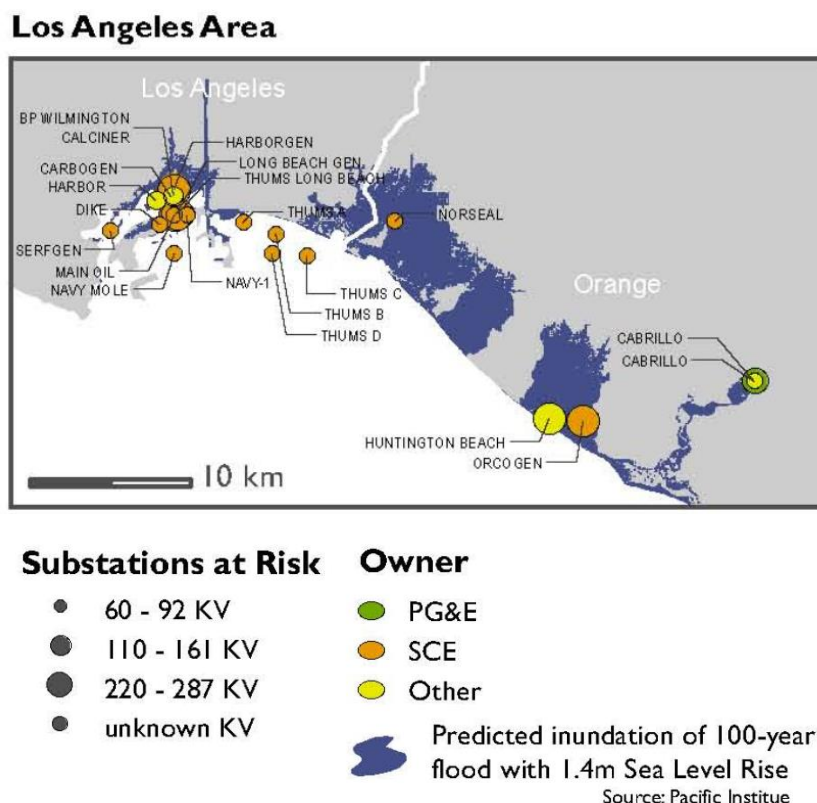 Los Angeles Area
Los Angeles
BP WILMINGTON
CALCINER
HARBORGEN
CARBOGEN
LONG BEACH GEN
HARBOR
THUMS LONG BEACH
DIKE
THUMS A
NORSEAL
SERFGEN
MAIN OIL
NAVY MOLE
NAVY-1
THUMS C
THUMS B
THUMS D
Orange
CABRILLO
CABRILLO
HUNTINGTON BEACH
ORCOGEN
10 km
Substations at Risk
60 - 92 KV
110 - 161 KV
220 - 287 KV
unknown KV
Owner
PG&E
SCE
Other
Predicted inundation of 100-year
flood with 1.4m Sea Level Rise
Source: Pacific Institue